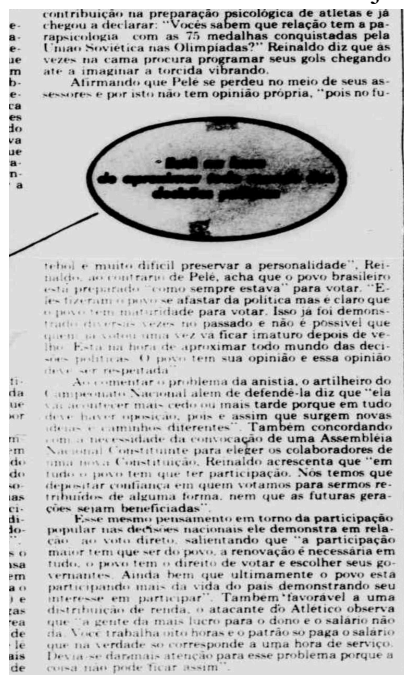 contribuição na preparação psicológica de atletas e já
chegou a declarar: "Vocês sabem que relação tem a pa-
rapsicologia com as 75 medalhas conquistadas pela
União Soviética nas Olimpíadas?" Reinaldo diz que às
vezes na cama procura programar seus gols chegando
até a imaginar a torcida vibrando.
Afirmando que Pelé se perdeu no meio de seus as-
sessores e por isto não tem opinião própria, "pois no fu-
Está na hora
de aproximar todo mundo das
decisões políticas
tebol é muito difícil preservar a personalidade", Rei-
naldo, ao contrário de Pelé, acha que o povo brasileiro
está preparado "como sempre estava" para votar. "E-
les fizeram o povo se afastar da política mas é claro que
o povo tem maturidade para votar. Isso já foi demons-
trado diversas vezes no passado e não é possível que
quem já votou uma vez vá ficar imaturo depois de ve-
lho. Está na hora de aproximar todo mundo das deci-
sões políticas. O povo tem sua opinião e essa opinião
deve ser respeitada"
Ao comentar o problema da anistia, o artilheiro do
Campeonato Nacional além de defendê-la diz que "ela
vai acontecer mais cedo ou mais tarde porque em tudo
deve haver oposição, pois é assim que surgem novas
idéias e caminhos diferentes". Também concordando
com a necessidade da convocação de uma Assembléia
Nacional Constituinte para eleger os colaboradores de
uma nova Constituição, Reinaldo acrescenta que "em
tudo o povo tem que ter participação. Nós temos que
depositar confiança em quem votamos para sermos re-
tribuídos de alguma forma, nem que as futuras gera-
ções sejam beneficiadas".
Esse mesmo pensamento em torno da participação
popular nas decisões nacionais ele demonstra em rela-
ção ao voto direto, salientando que "a participação
maior tem que ser do povo, a renovação é necessária em
tudo, o povo tem o direito de votar e escolher seus go-
vernantes. Ainda bem que ultimamente o povo está
participando mais da vida do país demonstrando seu
interesse em participar". Também favorável a uma
distribuição de renda, o atacante do Atlético observa
que "a gente dá mais lucro para o dono e o salário não
dá. Você trabalha oito horas e o patrão só paga o salário
que na verdade só corresponde a uma hora de serviço.
Devia-se dar mais atenção para esse problema porque a
coisa não pode ficar assim".